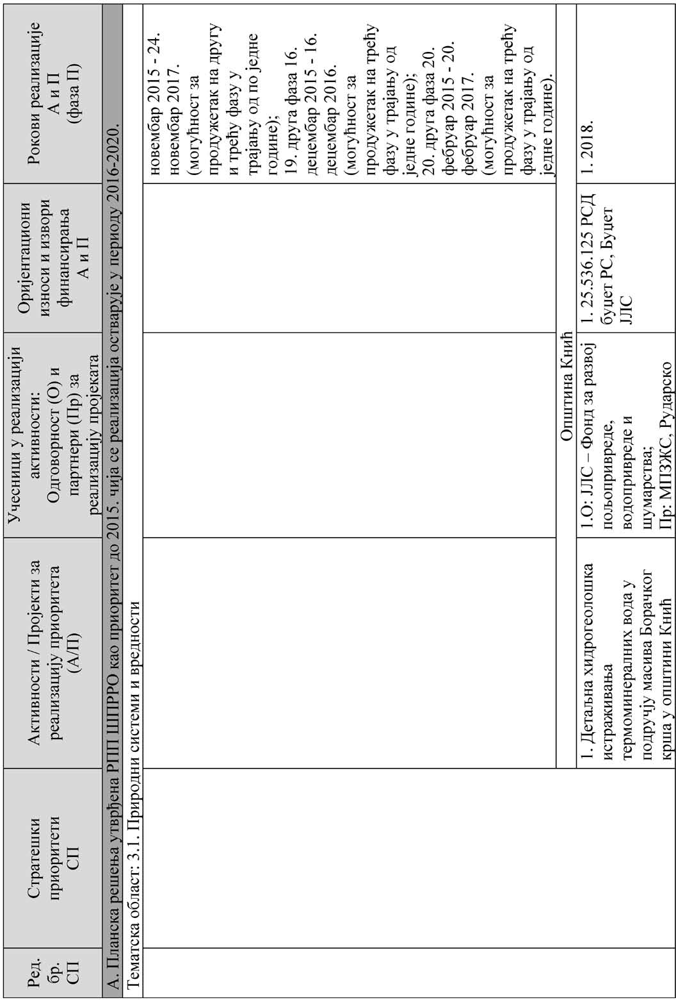 Ред.
бр.
СП
Стратешки
приоритети
СП
Активности / Пројекти за
реализацију приоритета
(А/П)
Учесници у реализацији
активности:
Одговорност (О) и
партнери (Пр) за
реализацију пројеката
Оријентациони
износи и извори
финансирања
А и П
Рокови реализације
А и П
(фаза П)
А. Планска решења утврђена РПП ШПРРО као приоритет до 2015. чија се реализација остварује у периоду 2016-2020.
Тематска област: 3.1. Природни системи и вредности
новембар 2015 - 24.
новембар 2017.
(могућност за
продужетак на другу
и трећу фазу у
трајању од по једне
године);
19. друга фаза 16.
децембар 2015 - 16.
децембар 2016.
(могућност за
продужетак на трећу
фазу у трајању од
једне године);
20. друга фаза 20.
фебруар 2015 - 20.
фебруар 2017.
(могућност за
продужетак на трећу
фазу у трајању од
једне године).
Општина Кнић
1. Детаљна хидрогеолошка
истраживања
термоминералних вода у
подручју масива Борачког
крша у општини Кнић
1.О: ЈЛС – Фонд за развој
пољопривреде,
водопривреде и
шумарства;
Пр: МПЗЖС, Рударско
1. 25.536.125 РСД
буџет РС, Буџет
ЈЛС
1. 2018.